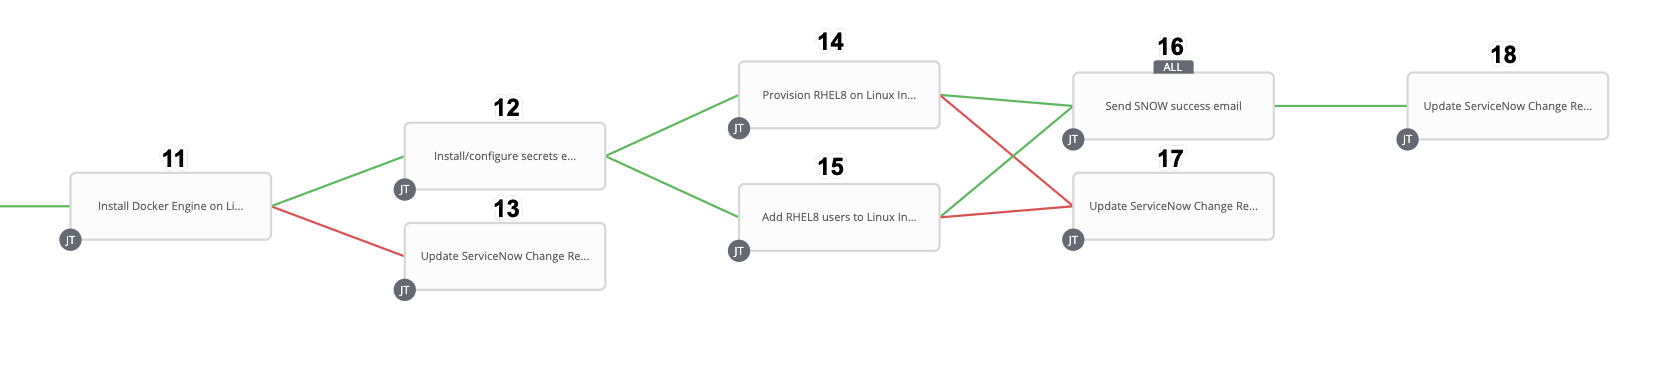 11
Install Docker Engine on Li...
JT
12
Install/configure secrets e...
JT
13
Update ServiceNow Change Re...
JT
14
Provision RHEL8 on Linux In...
JT
15
Add RHEL8 users to Linux In...
JT
16
ALL
Send SNOW success email
JT
17
Update ServiceNow Change Re...
JT
18
Update ServiceNow Change Re...
JT